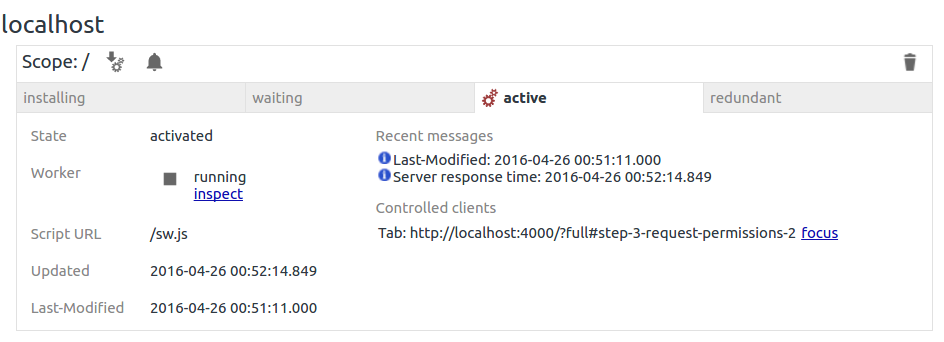 localhost
Scope: /
installing waiting active redundant
State activated
Worker running
inspect
Script URL /sw.js
Updated 2016-04-26 00:52:14.849
Last-Modified 2016-04-26 00:51:11.000
Recent messages
Last-Modified: 2016-04-26 00:51:11.000
Server response time: 2016-04-26 00:52:14.849
Controlled clients
Tab: http://localhost:4000/?full#step-3-request-permissions-2 focus